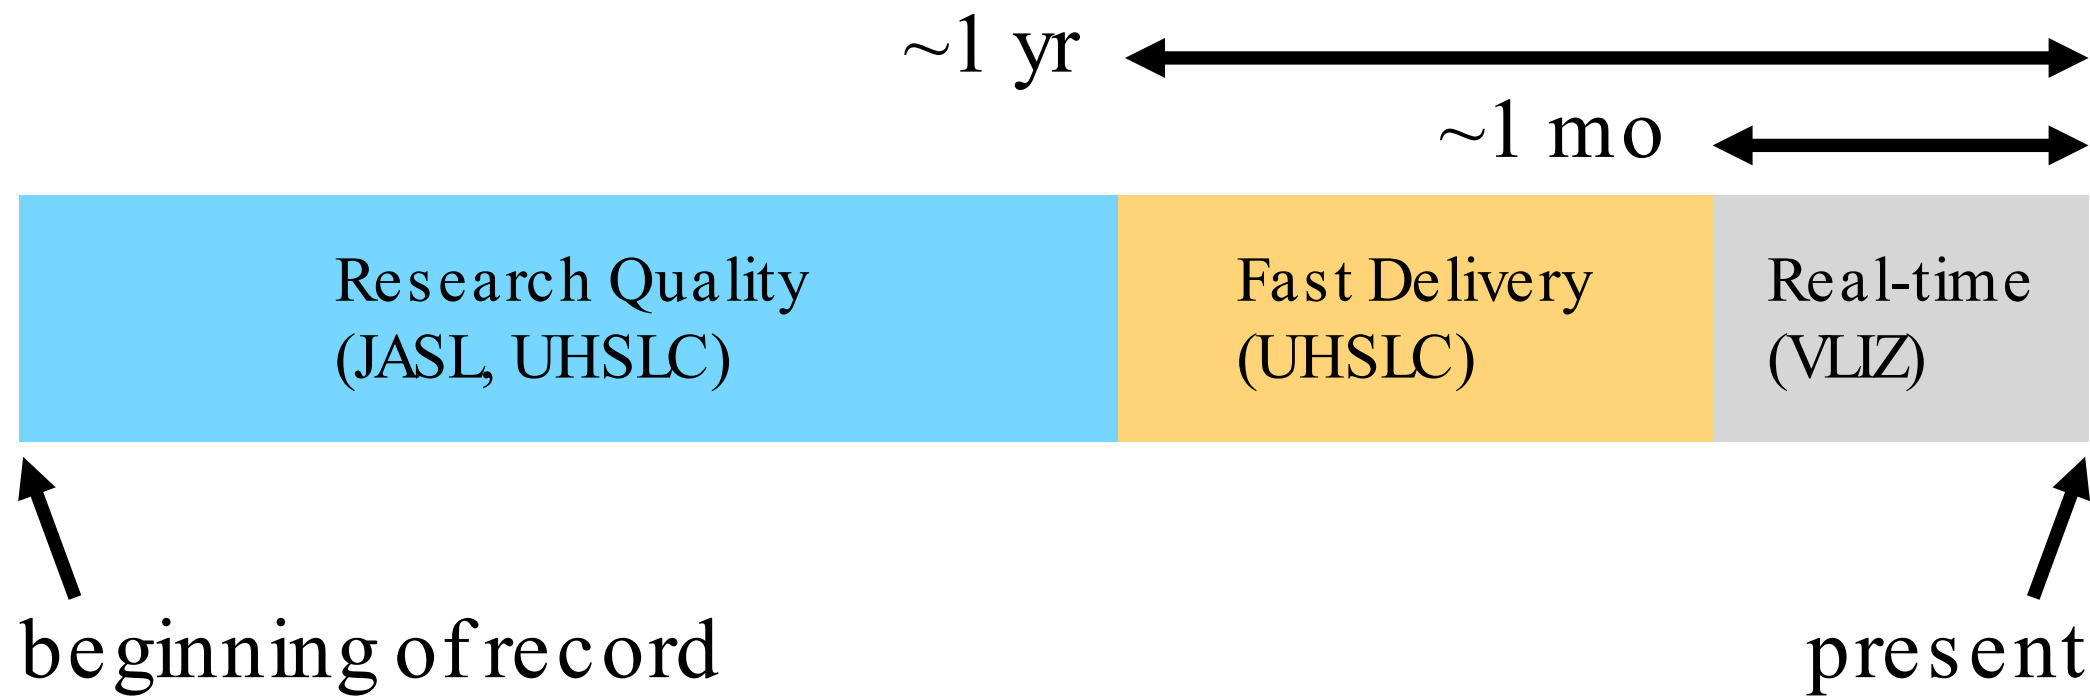 ~1 yr
~1 mo
Research Quality
(JASL, UHSLC)
Fast Delivery
(UHSLC)
Real-time
(VLIZ)
beginning of record
present